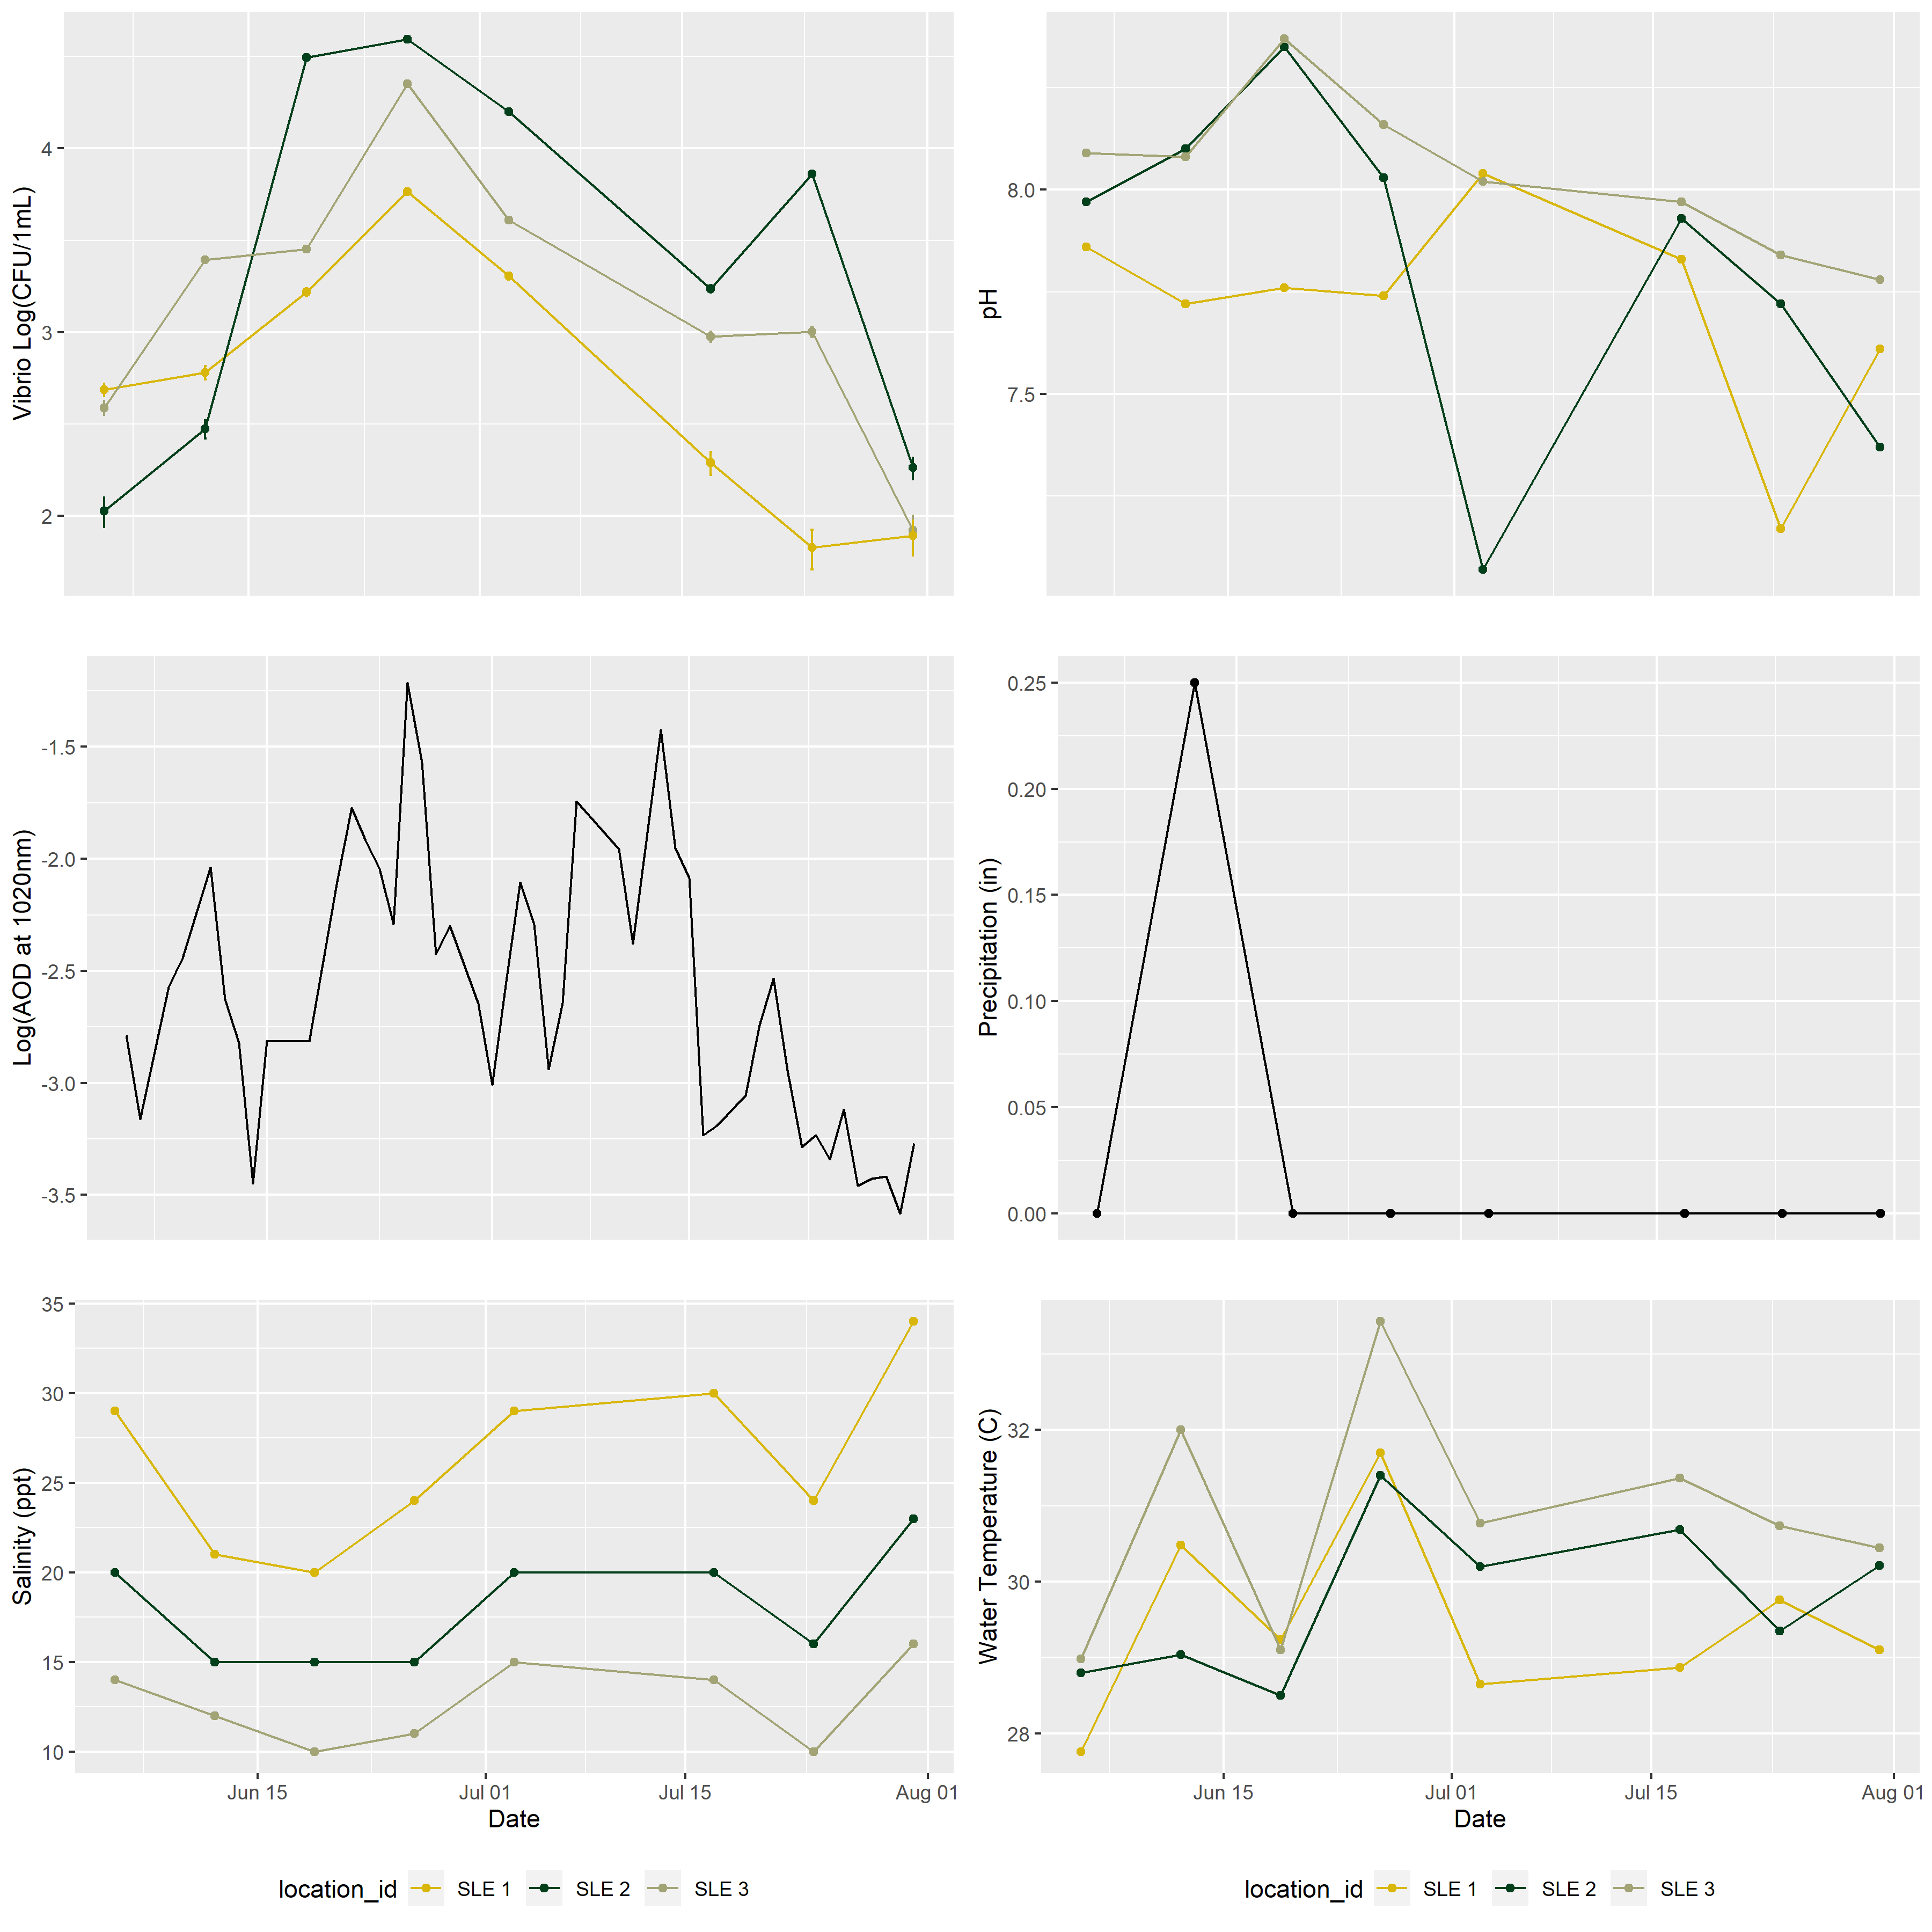 Vibrio Log(CFU/1mL)
4
3
2
pH
8.0
7.5
Log(AOD at 1020nm)
-1.5
-2.0
-2.5
-3.0
-3.5
Precipitation (in)
0.25
0.20
0.15
0.10
0.05
0.00
Salinity (ppt)
35
30
25
20
15
10
Jun 15 Jul 01 Jul 15 Aug 01
Date
Water Temperature (C)
32
30
28
Jun 15 Jul 01 Jul 15 Aug 01
Date
location_id SLE 1 SLE 2 SLE 3
location_id SLE 1 SLE 2 SLE 3